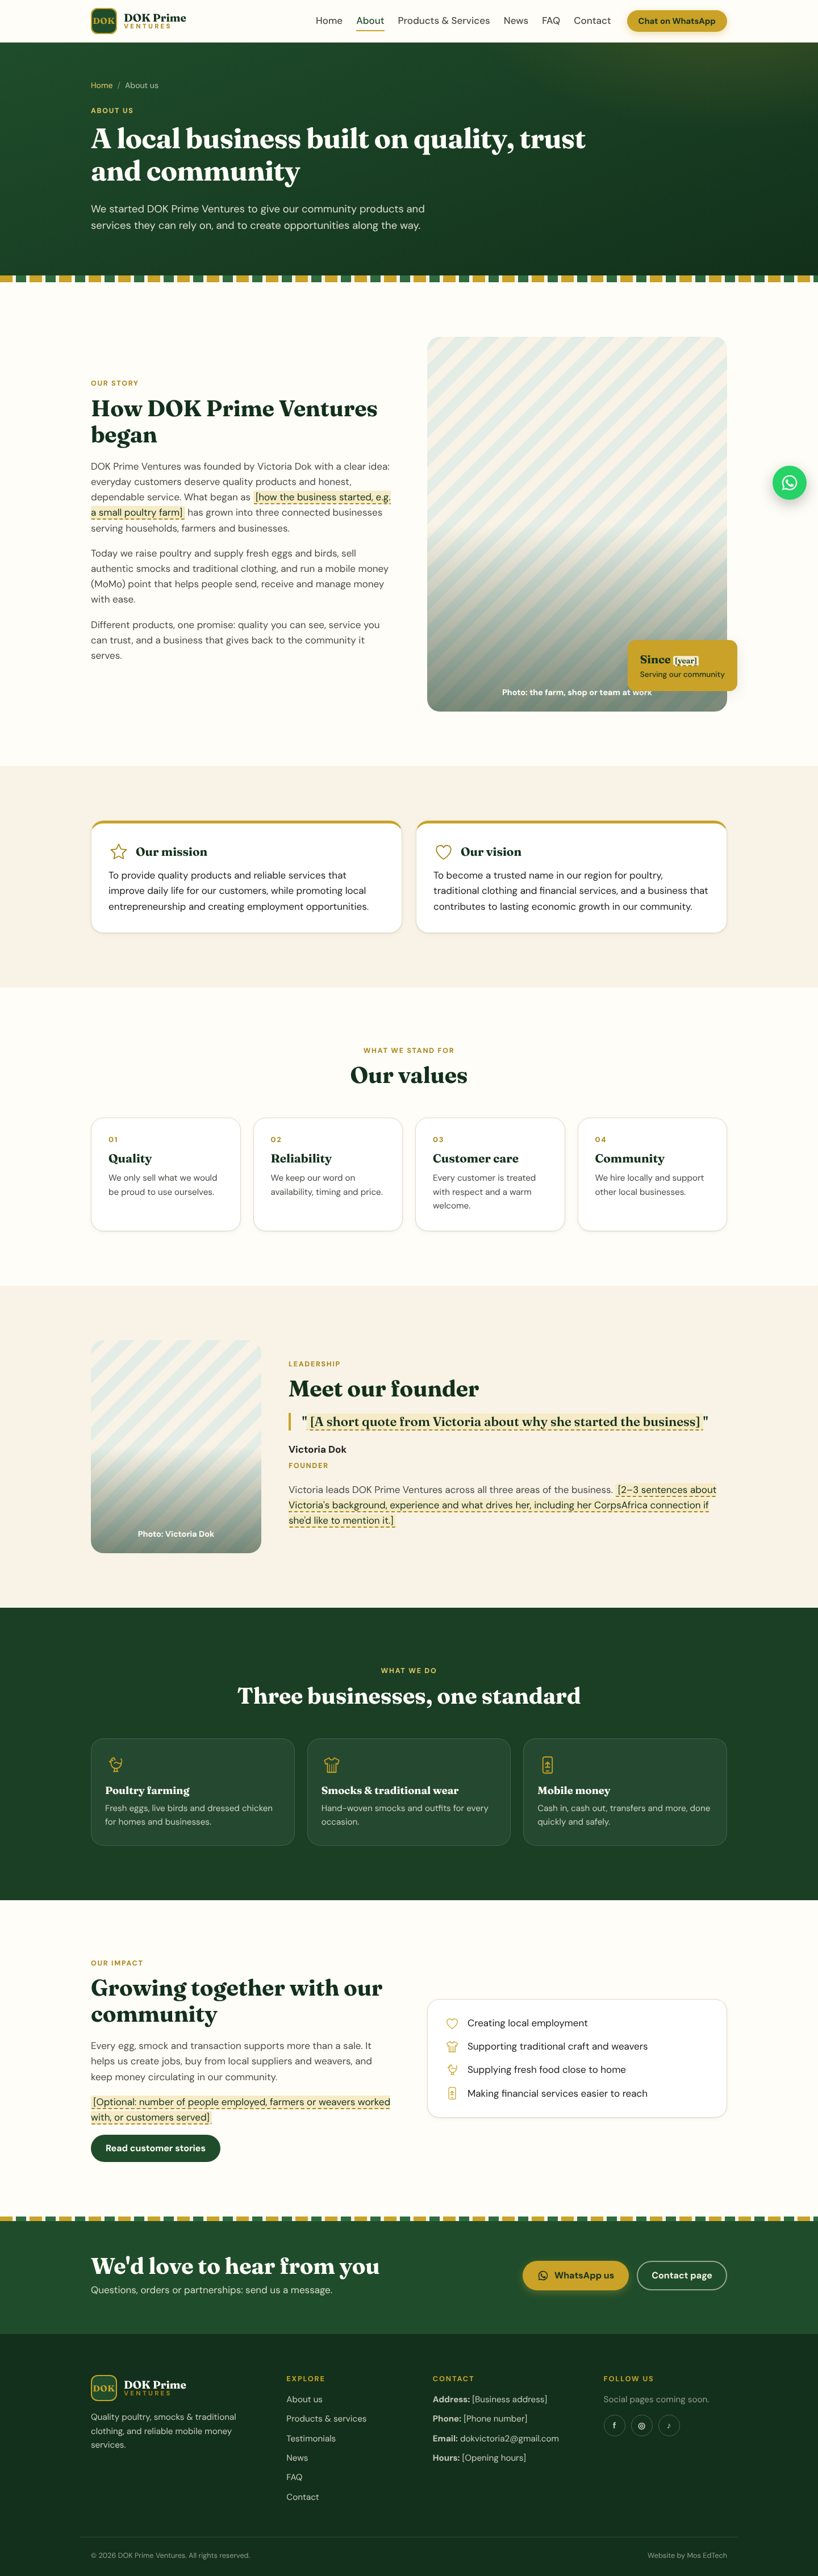 DOK
DOK Prime
VENTURES
Home
About
Products & Services
News
FAQ
Contact
Chat on WhatsApp
Home / About us
ABOUT US
A local business built on quality, trust
and community
We started DOK Prime Ventures to give our community products and
services they can rely on, and to create opportunities along the way.
OUR STORY
How DOK Prime Ventures
began
DOK Prime Ventures was founded by Victoria Dok with a clear idea:
everyday customers deserve quality products and honest,
dependable service. What began as [how the business started, e.g.
a small poultry farm] has grown into three connected businesses
serving households, farmers and businesses.
Today we raise poultry and supply fresh eggs and birds, sell
authentic smocks and traditional clothing, and run a mobile money
(MoMo) point that helps people send, receive and manage money
with ease.
Different products, one promise: quality you can see, service you
can trust, and a business that gives back to the community it
serves.
Since [year]
Serving our community
Photo: the farm, shop or team at work
Our mission
To provide quality products and reliable services that
improve daily life for our customers, while promoting local
entrepreneurship and creating employment opportunities.
Our vision
To become a trusted name in our region for poultry,
traditional clothing and financial services, and a business that
contributes to lasting economic growth in our community.
WHAT WE STAND FOR
Our values
01
Quality
We only sell what we would
be proud to use ourselves.
02
Reliability
We keep our word on
availability, timing and price.
03
Customer care
Every customer is treated
with respect and a warm
welcome.
04
Community
We hire locally and support
other local businesses.
Photo: Victoria Dok
LEADERSHIP
Meet our founder
"[A short quote from Victoria about why she started the business]"
Victoria Dok
FOUNDER
Victoria leads DOK Prime Ventures across all three areas of the business. [2–3 sentences about
Victoria's background, experience and what drives her, including her CorpsAfrica connection if
she'd like to mention it.]
WHAT WE DO
Three businesses, one standard
Poultry farming
Fresh eggs, live birds and dressed chicken
for homes and businesses.
Smocks & traditional wear
Hand-woven smocks and outfits for every
occasion.
Mobile money
Cash in, cash out, transfers and more, done
quickly and safely.
OUR IMPACT
Growing together with our
community
Every egg, smock and transaction supports more than a sale. It
helps us create jobs, buy from local suppliers and weavers, and
keep money circulating in our community.
[Optional: number of people employed, farmers or weavers worked
with, or customers served]
Read customer stories
Creating local employment
Supporting traditional craft and weavers
Supplying fresh food close to home
Making financial services easier to reach
We'd love to hear from you
Questions, orders or partnerships: send us a message.
WhatsApp us
Contact page
DOK
DOK Prime
VENTURES
Quality poultry, smocks & traditional
clothing, and reliable mobile money
services.
EXPLORE
About us
Products & services
Testimonials
News
FAQ
Contact
CONTACT
Address: [Business address]
Phone: [Phone number]
Email: dokvictoria2@gmail.com
Hours: [Opening hours]
FOLLOW US
Social pages coming soon.
f
© 2026 DOK Prime Ventures. All rights reserved.
Website by Mos EdTech